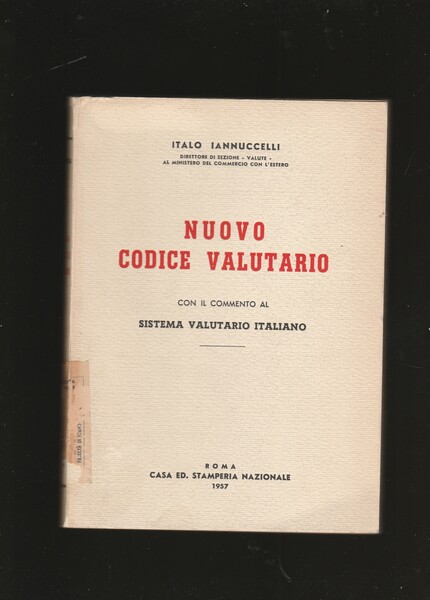 ITALO IANNUCCELLI
DIRETTORE DI SEZIONE - VALUTE -
AL MINISTERO DEL COMMERCIO CON L'ESTERO
NUOVO
CODICE VALUTARIO
CON IL COMMENTO AL
SISTEMA VALUTARIO ITALIANO
ROMA
CASA ED. STAMPERIA NAZIONALE
1957